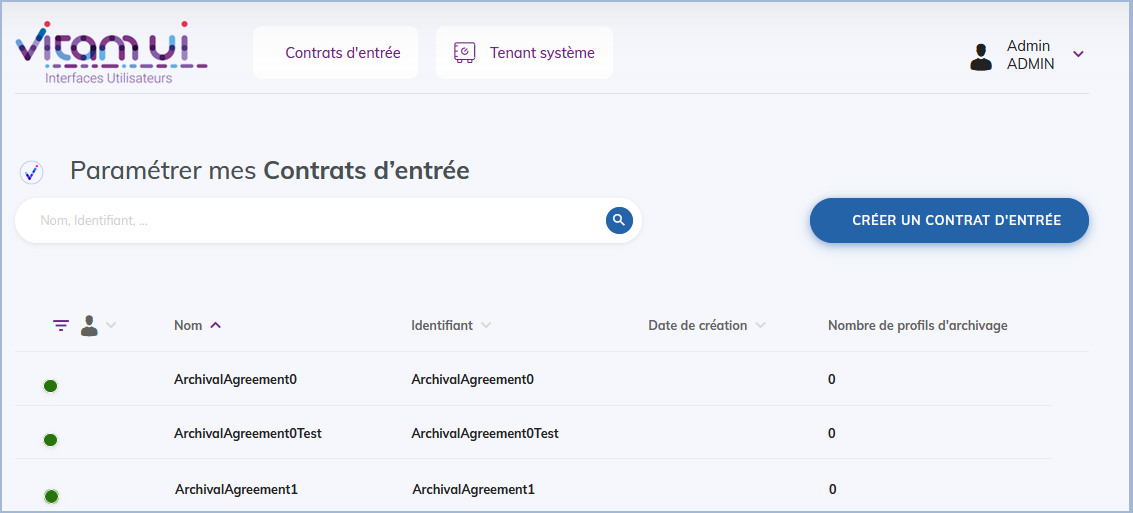 vitam ui
Interfaces Utilisateurs
Contrats d'entrée
Tenant système
Admin
ADMIN
Paramétrer mes Contrats d’entrée
Nom, Identifiant, ...
CRÉER UN CONTRAT D'ENTRÉE
Nom Identifiant Date de création Nombre de profils d'archivage
ArchivalAgreement0 ArchivalAgreement0 0
ArchivalAgreement0Test ArchivalAgreement0Test 0
ArchivalAgreement1 ArchivalAgreement1 0